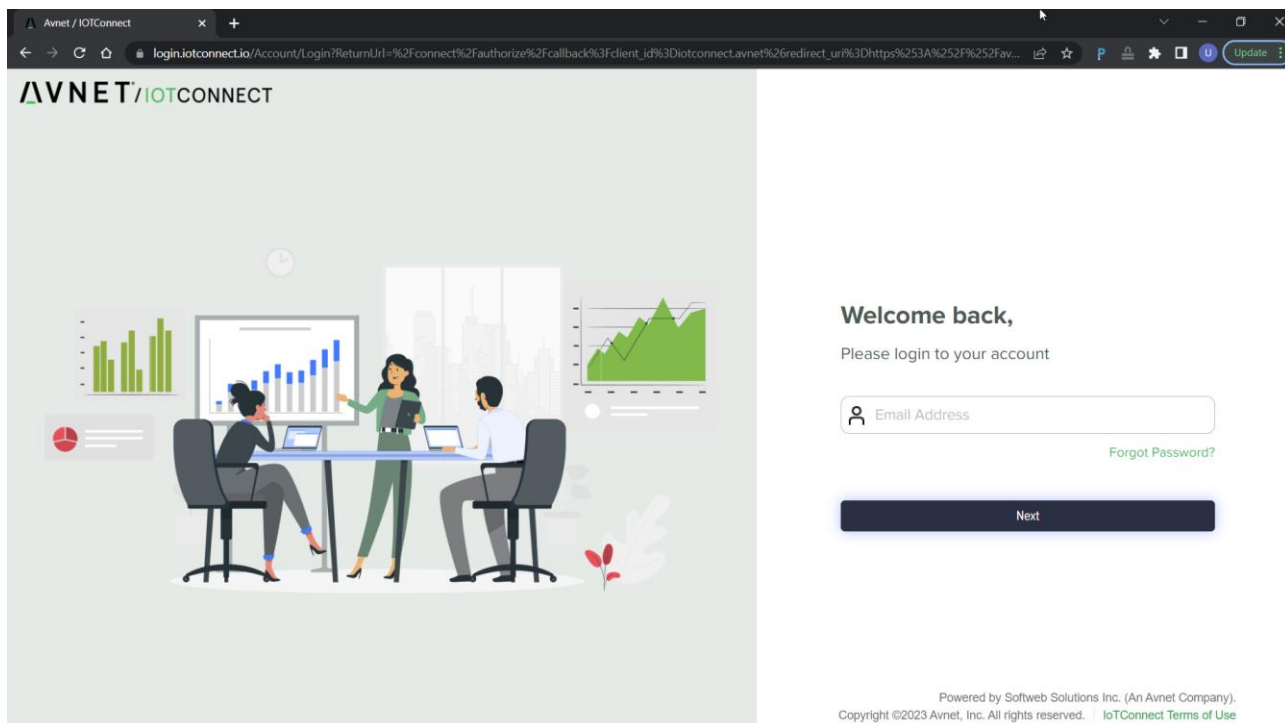 Avnet / IOTConnect
login.iotconnect.io/Account/Login?ReturnUrl=%2Fconnect%2Fauthorize%2Fcallback%3Fclient_id%3Diotconnect.avnet%26redirect_uri%3Dhttps%253A%252F%252Fav...
P
U
Update
AVNET/IOTCONNECT
Welcome back,
Please login to your account
Email Address
Forgot Password?
Next
Powered by Softweb Solutions Inc. (An Avnet Company).
Copyright ©2023 Avnet, Inc. All rights reserved. | IoTConnect Terms of Use